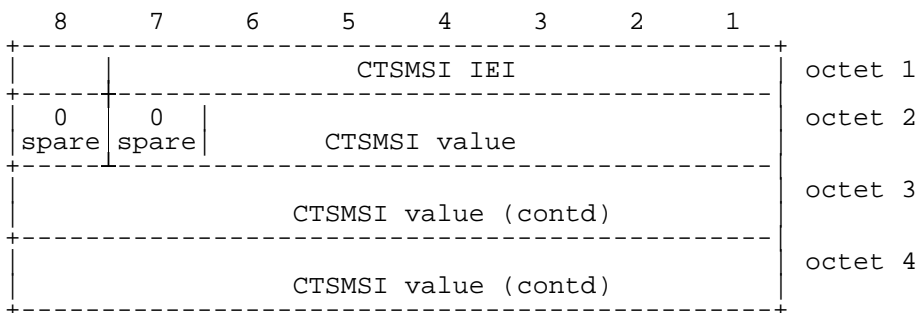 8 7 6 5 4 3 2 1
CTSMSI IEI octet 1
0 0 octet 2
spare spare CTSMSI value
octet 3
CTSMSI value (contd)
octet 4
CTSMSI value (contd)